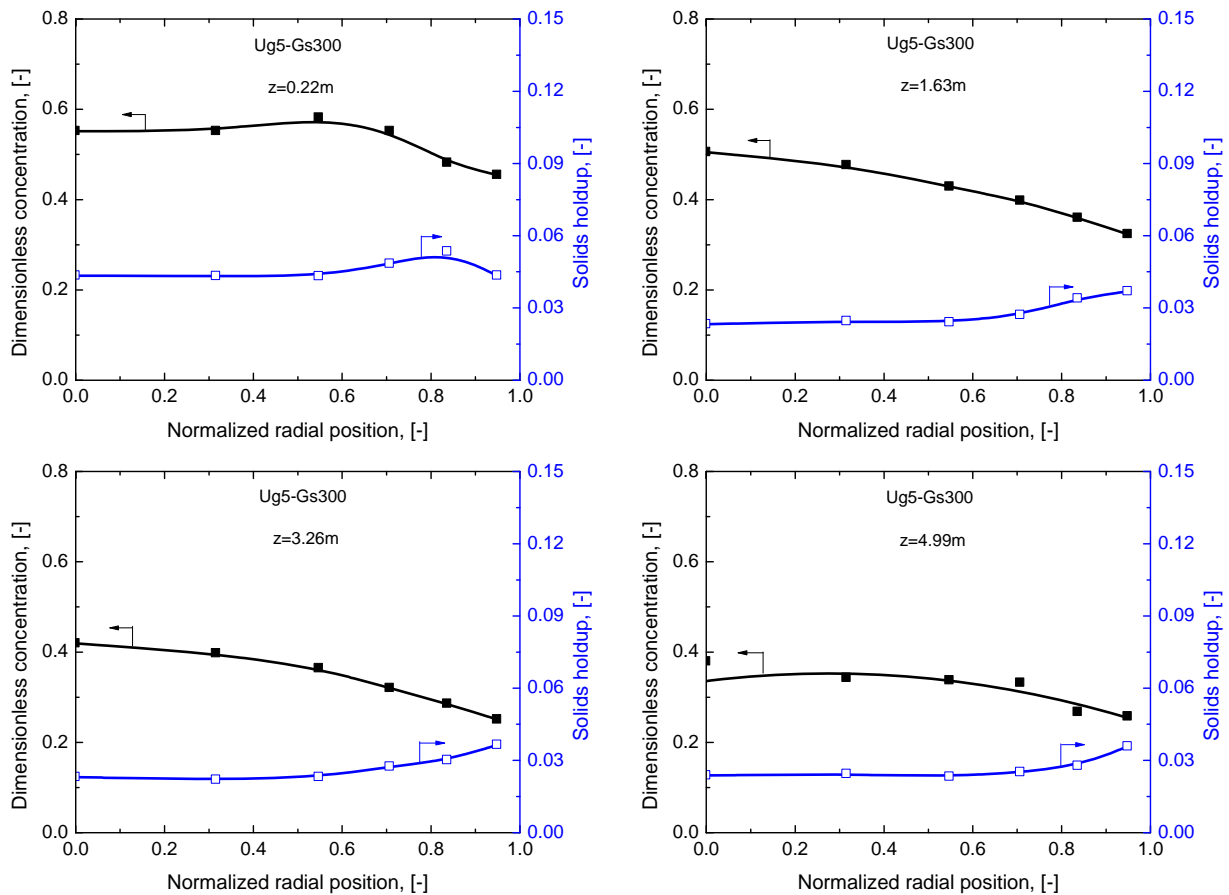 Ug5-Gs300
z=0.22m
Dimensionless concentration, [-]
0.8
0.6
0.4
0.2
0.0
Solids holdup, [-]
0.15
0.12
0.09
0.06
0.03
0.00
0.0 0.2 0.4 0.6 0.8 1.0
Normalized radial position, [-]
Ug5-Gs300
z=1.63m
Dimensionless concentration, [-]
0.8
0.6
0.4
0.2
0.0
Solids holdup, [-]
0.15
0.12
0.09
0.06
0.03
0.00
0.0 0.2 0.4 0.6 0.8 1.0
Normalized radial position, [-]
Ug5-Gs300
z=3.26m
Dimensionless concentration, [-]
0.8
0.6
0.4
0.2
0.0
Solids holdup, [-]
0.15
0.12
0.09
0.06
0.03
0.00
0.0 0.2 0.4 0.6 0.8 1.0
Normalized radial position, [-]
Ug5-Gs300
z=4.99m
Dimensionless concentration, [-]
0.8
0.6
0.4
0.2
0.0
Solids holdup, [-]
0.15
0.12
0.09
0.06
0.03
0.00
0.0 0.2 0.4 0.6 0.8 1.0
Normalized radial position, [-]